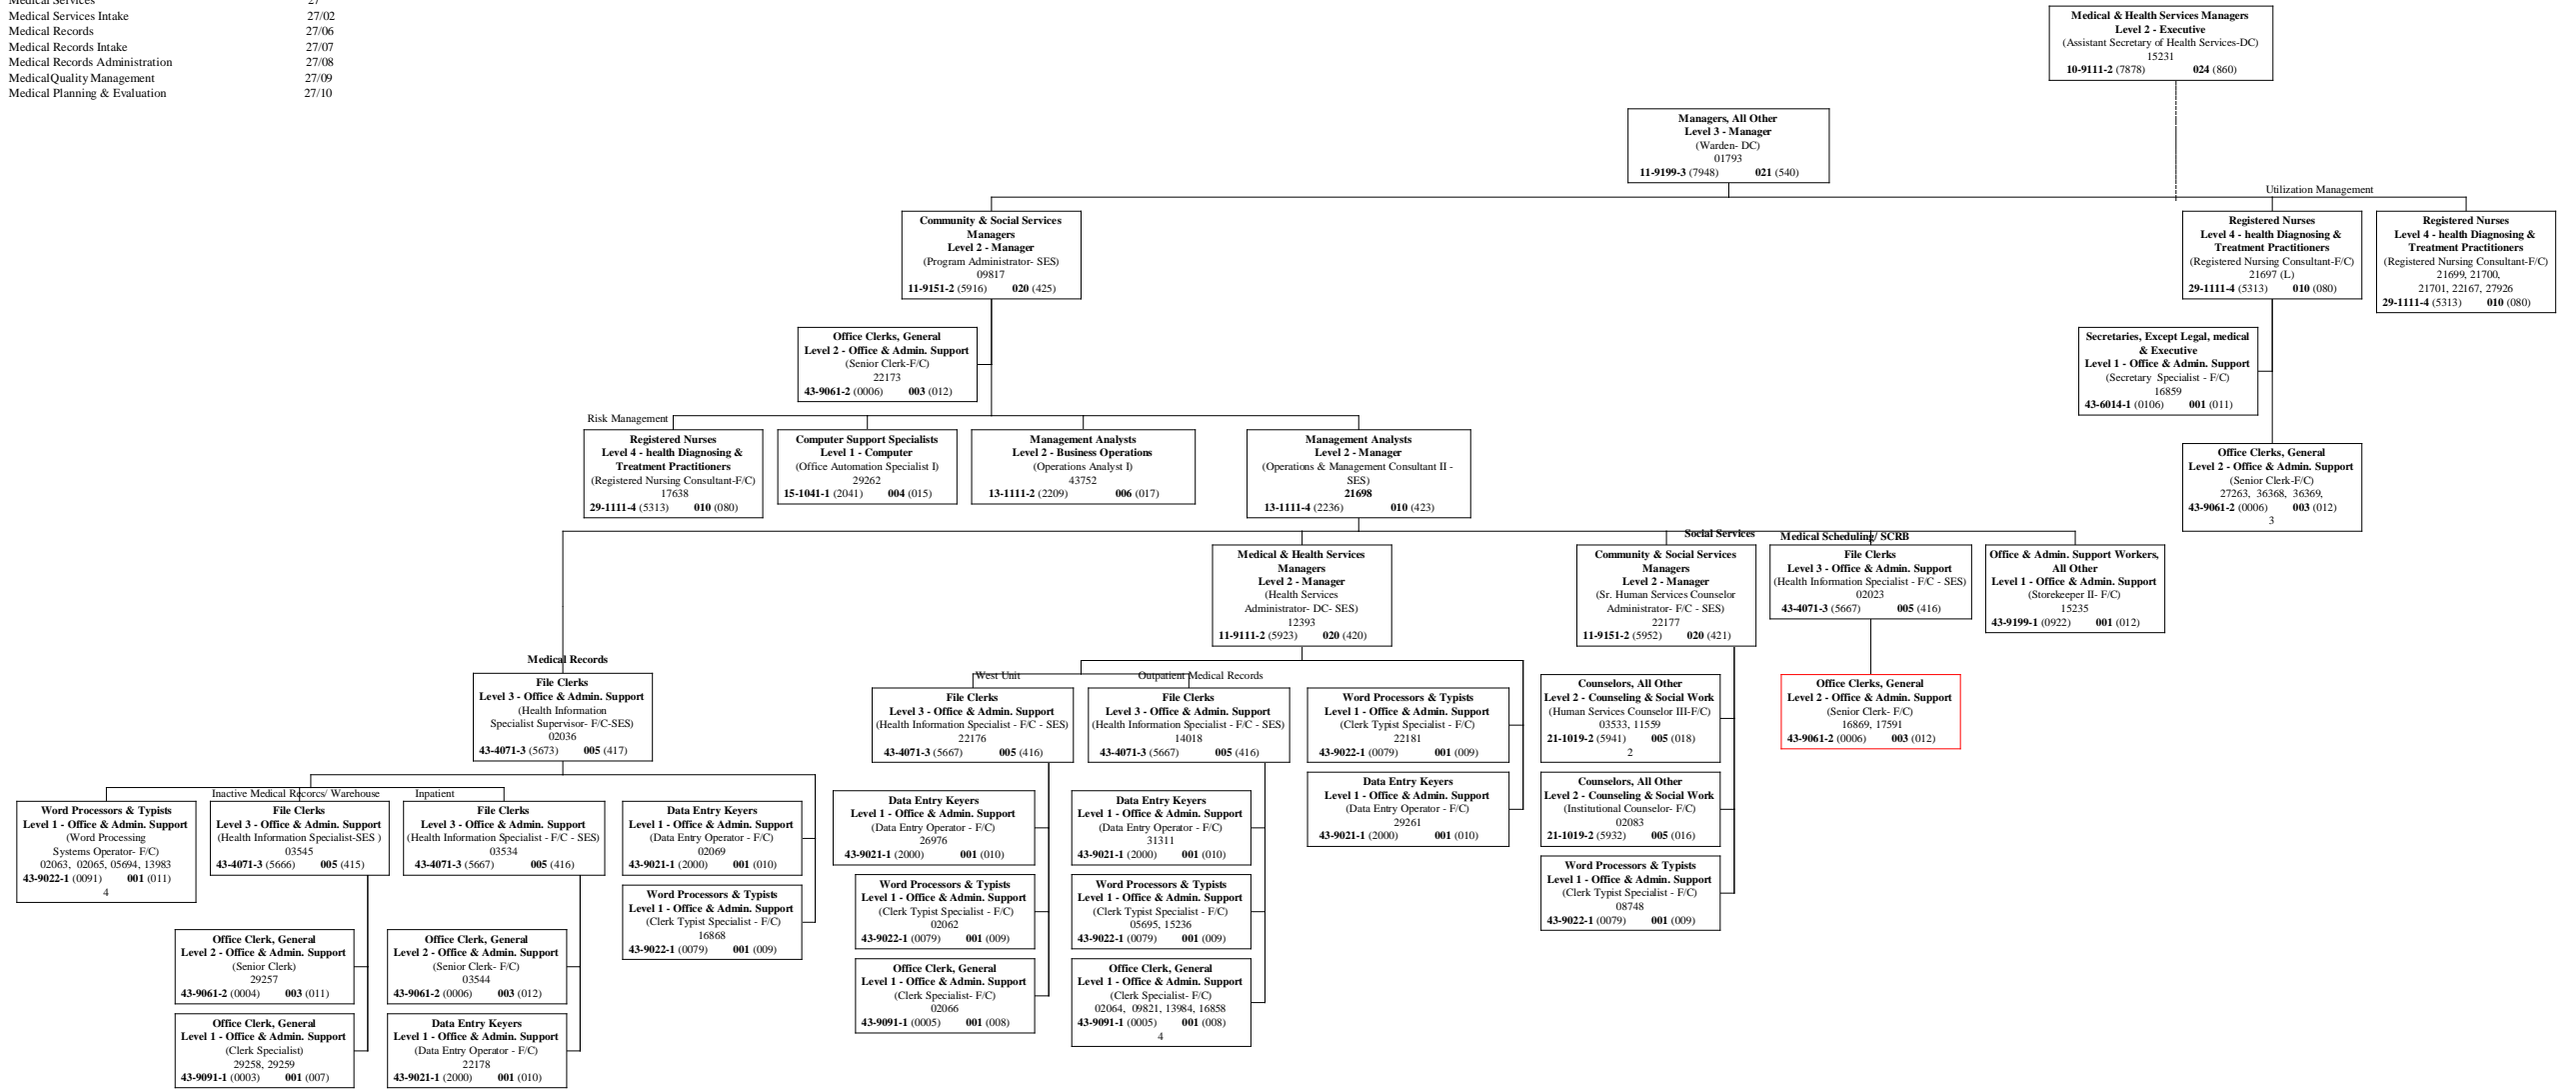 Medical Services 27
Medical Services Intake 27/02
Medical Records 27/06
Medical Records Intake 27/07
Medical Records Administration 27/08
MedicalQuality Management 27/09
Medical Planning & Evaluation 27/10
Medical & Health Services Managers
Level 2 - Executive
(Assistant Secretary of Health Services-DC)
15231
10-9111-2 (7878) 024 (860)
Managers, All Other
Level 3 - Manager
(Warden- DC)
01793
11-9199-3 (7948) 021 (540)
Utilization Management
Community & Social Services
Managers
Level 2 - Manager
(Program Administrator- SES)
09817
11-9151-2 (5916) 020 (425)
Registered Nurses
Level 4 - health Diagnosing &
Treatment Practitioners
(Registered Nursing Consultant-F/C)
21697 (L)
29-1111-4 (5313) 010 (080)
Registered Nurses
Level 4 - health Diagnosing &
Treatment Practitioners
(Registered Nursing Consultant-F/C)
21699, 21700,
21701, 22167, 27926
29-1111-4 (5313) 010 (080)
Office Clerks, General
Level 2 - Office & Admin. Support
(Senior Clerk-F/C)
22173
43-9061-2 (0006) 003 (012)
Secretaries, Except Legal, medical
& Executive
Level 1 - Office & Admin. Support
(Secretary Specialist - F/C)
16859
43-6014-1 (0106) 001 (011)
Risk Management
Registered Nurses
Level 4 - health Diagnosing &
Treatment Practitioners
(Registered Nursing Consultant-F/C)
17638
29-1111-4 (5313) 010 (080)
Computer Support Specialists
Level 1 - Computer
(Office Automation Specialist I)
29262
15-1041-1 (2041) 004 (015)
Management Analysts
Level 2 - Business Operations
(Operations Analyst I)
43752
13-1111-2 (2209) 006 (017)
Management Analysts
Level 2 - Manager
(Operations & Management Consultant II -
SES)
21698
13-1111-4 (2236) 010 (423)
Office Clerks, General
Level 2 - Office & Admin. Support
(Senior Clerk-F/C)
27263, 36368, 36369,
43-9061-2 (0006) 003 (012)
3
Social Services
Medical Scheduling/ SCRB
Medical & Health Services
Managers
Level 2 - Manager
(Health Services
Administrator- DC- SES)
12393
11-9111-2 (5923) 020 (420)
Community & Social Services
Managers
Level 2 - Manager
(Sr. Human Services Counselor
Administrator- F/C - SES)
22177
11-9151-2 (5952) 020 (421)
File Clerks
Level 3 - Office & Admin. Support
(Health Information Specialist - F/C - SES)
02023
43-4071-3 (5667) 005 (416)
Office & Admin. Support Workers,
All Other
Level 1 - Office & Admin. Support
(Storekeeper II- F/C)
15235
43-9199-1 (0922) 001 (012)
Medical Records
File Clerks
Level 3 - Office & Admin. Support
(Health Information
Specialist Supervisor- F/C-SES)
02036
43-4071-3 (5673) 005 (417)
West Unit
Outpatient Medical Records
File Clerks
Level 3 - Office & Admin. Support
(Health Information Specialist - F/C - SES)
22176
43-4071-3 (5667) 005 (416)
File Clerks
Level 3 - Office & Admin. Support
(Health Information Specialist - F/C - SES)
14018
43-4071-3 (5667) 005 (416)
Word Processors & Typists
Level 1 - Office & Admin. Support
(Clerk Typist Specialist - F/C)
22181
43-9022-1 (0079) 001 (009)
Counselors, All Other
Level 2 - Counseling & Social Work
(Human Services Counselor III-F/C)
03533, 11559
21-1019-2 (5941) 005 (018)
2
Office Clerks, General
Level 2 - Office & Admin. Support
(Senior Clerk- F/C)
16869, 17591
43-9061-2 (0006) 003 (012)
Data Entry Keyers
Level 1 - Office & Admin. Support
(Data Entry Operator - F/C)
29261
43-9021-1 (2000) 001 (010)
Counselors, All Other
Level 2 - Counseling & Social Work
(Institutional Counselor- F/C)
02083
21-1019-2 (5932) 005 (016)
Inactive Medical Recorcs/ Warehouse
Inpatient
Word Processors & Typists
Level 1 - Office & Admin. Support
(Word Processing
Systems Operator- F/C)
02063, 02065, 05694, 13983
43-9022-1 (0091) 001 (011)
4
File Clerks
Level 3 - Office & Admin. Support
(Health Information Specialist-SES )
03545
43-4071-3 (5666) 005 (415)
File Clerks
Level 3 - Office & Admin. Support
(Health Information Specialist - F/C - SES)
03534
43-4071-3 (5667) 005 (416)
Data Entry Keyers
Level 1 - Office & Admin. Support
(Data Entry Operator - F/C)
02069
43-9021-1 (2000) 001 (010)
Data Entry Keyers
Level 1 - Office & Admin. Support
(Data Entry Operator - F/C)
26976
43-9021-1 (2000) 001 (010)
Data Entry Keyers
Level 1 - Office & Admin. Support
(Data Entry Operator - F/C)
31311
43-9021-1 (2000) 001 (010)
Word Processors & Typists
Level 1 - Office & Admin. Support
(Clerk Typist Specialist - F/C)
08748
43-9022-1 (0079) 001 (009)
Word Processors & Typists
Level 1 - Office & Admin. Support
(Clerk Typist Specialist - F/C)
16868
43-9022-1 (0079) 001 (009)
Word Processors & Typists
Level 1 - Office & Admin. Support
(Clerk Typist Specialist - F/C)
02062
43-9022-1 (0079) 001 (009)
Word Processors & Typists
Level 1 - Office & Admin. Support
(Clerk Typist Specialist - F/C)
05695, 15236
43-9022-1 (0079) 001 (009)
Office Clerk, General
Level 2 - Office & Admin. Support
(Senior Clerk)
29257
43-9061-2 (0004) 003 (011)
Office Clerk, General
Level 2 - Office & Admin. Support
(Senior Clerk- F/C)
03544
43-9061-2 (0006) 003 (012)
Office Clerk, General
Level 1 - Office & Admin. Support
(Clerk Specialist- F/C)
02066
43-9091-1 (0005) 001 (008)
Office Clerk, General
Level 1 - Office & Admin. Support
(Clerk Specialist- F/C)
02064, 09821, 13984, 16858
43-9091-1 (0005) 001 (008)
4
Office Clerk, General
Level 1 - Office & Admin. Support
(Clerk Specialist)
29258, 29259
43-9091-1 (0003) 001 (007)
Data Entry Keyers
Level 1 - Office & Admin. Support
(Data Entry Operator - F/C)
22178
43-9021-1 (2000) 001 (010)